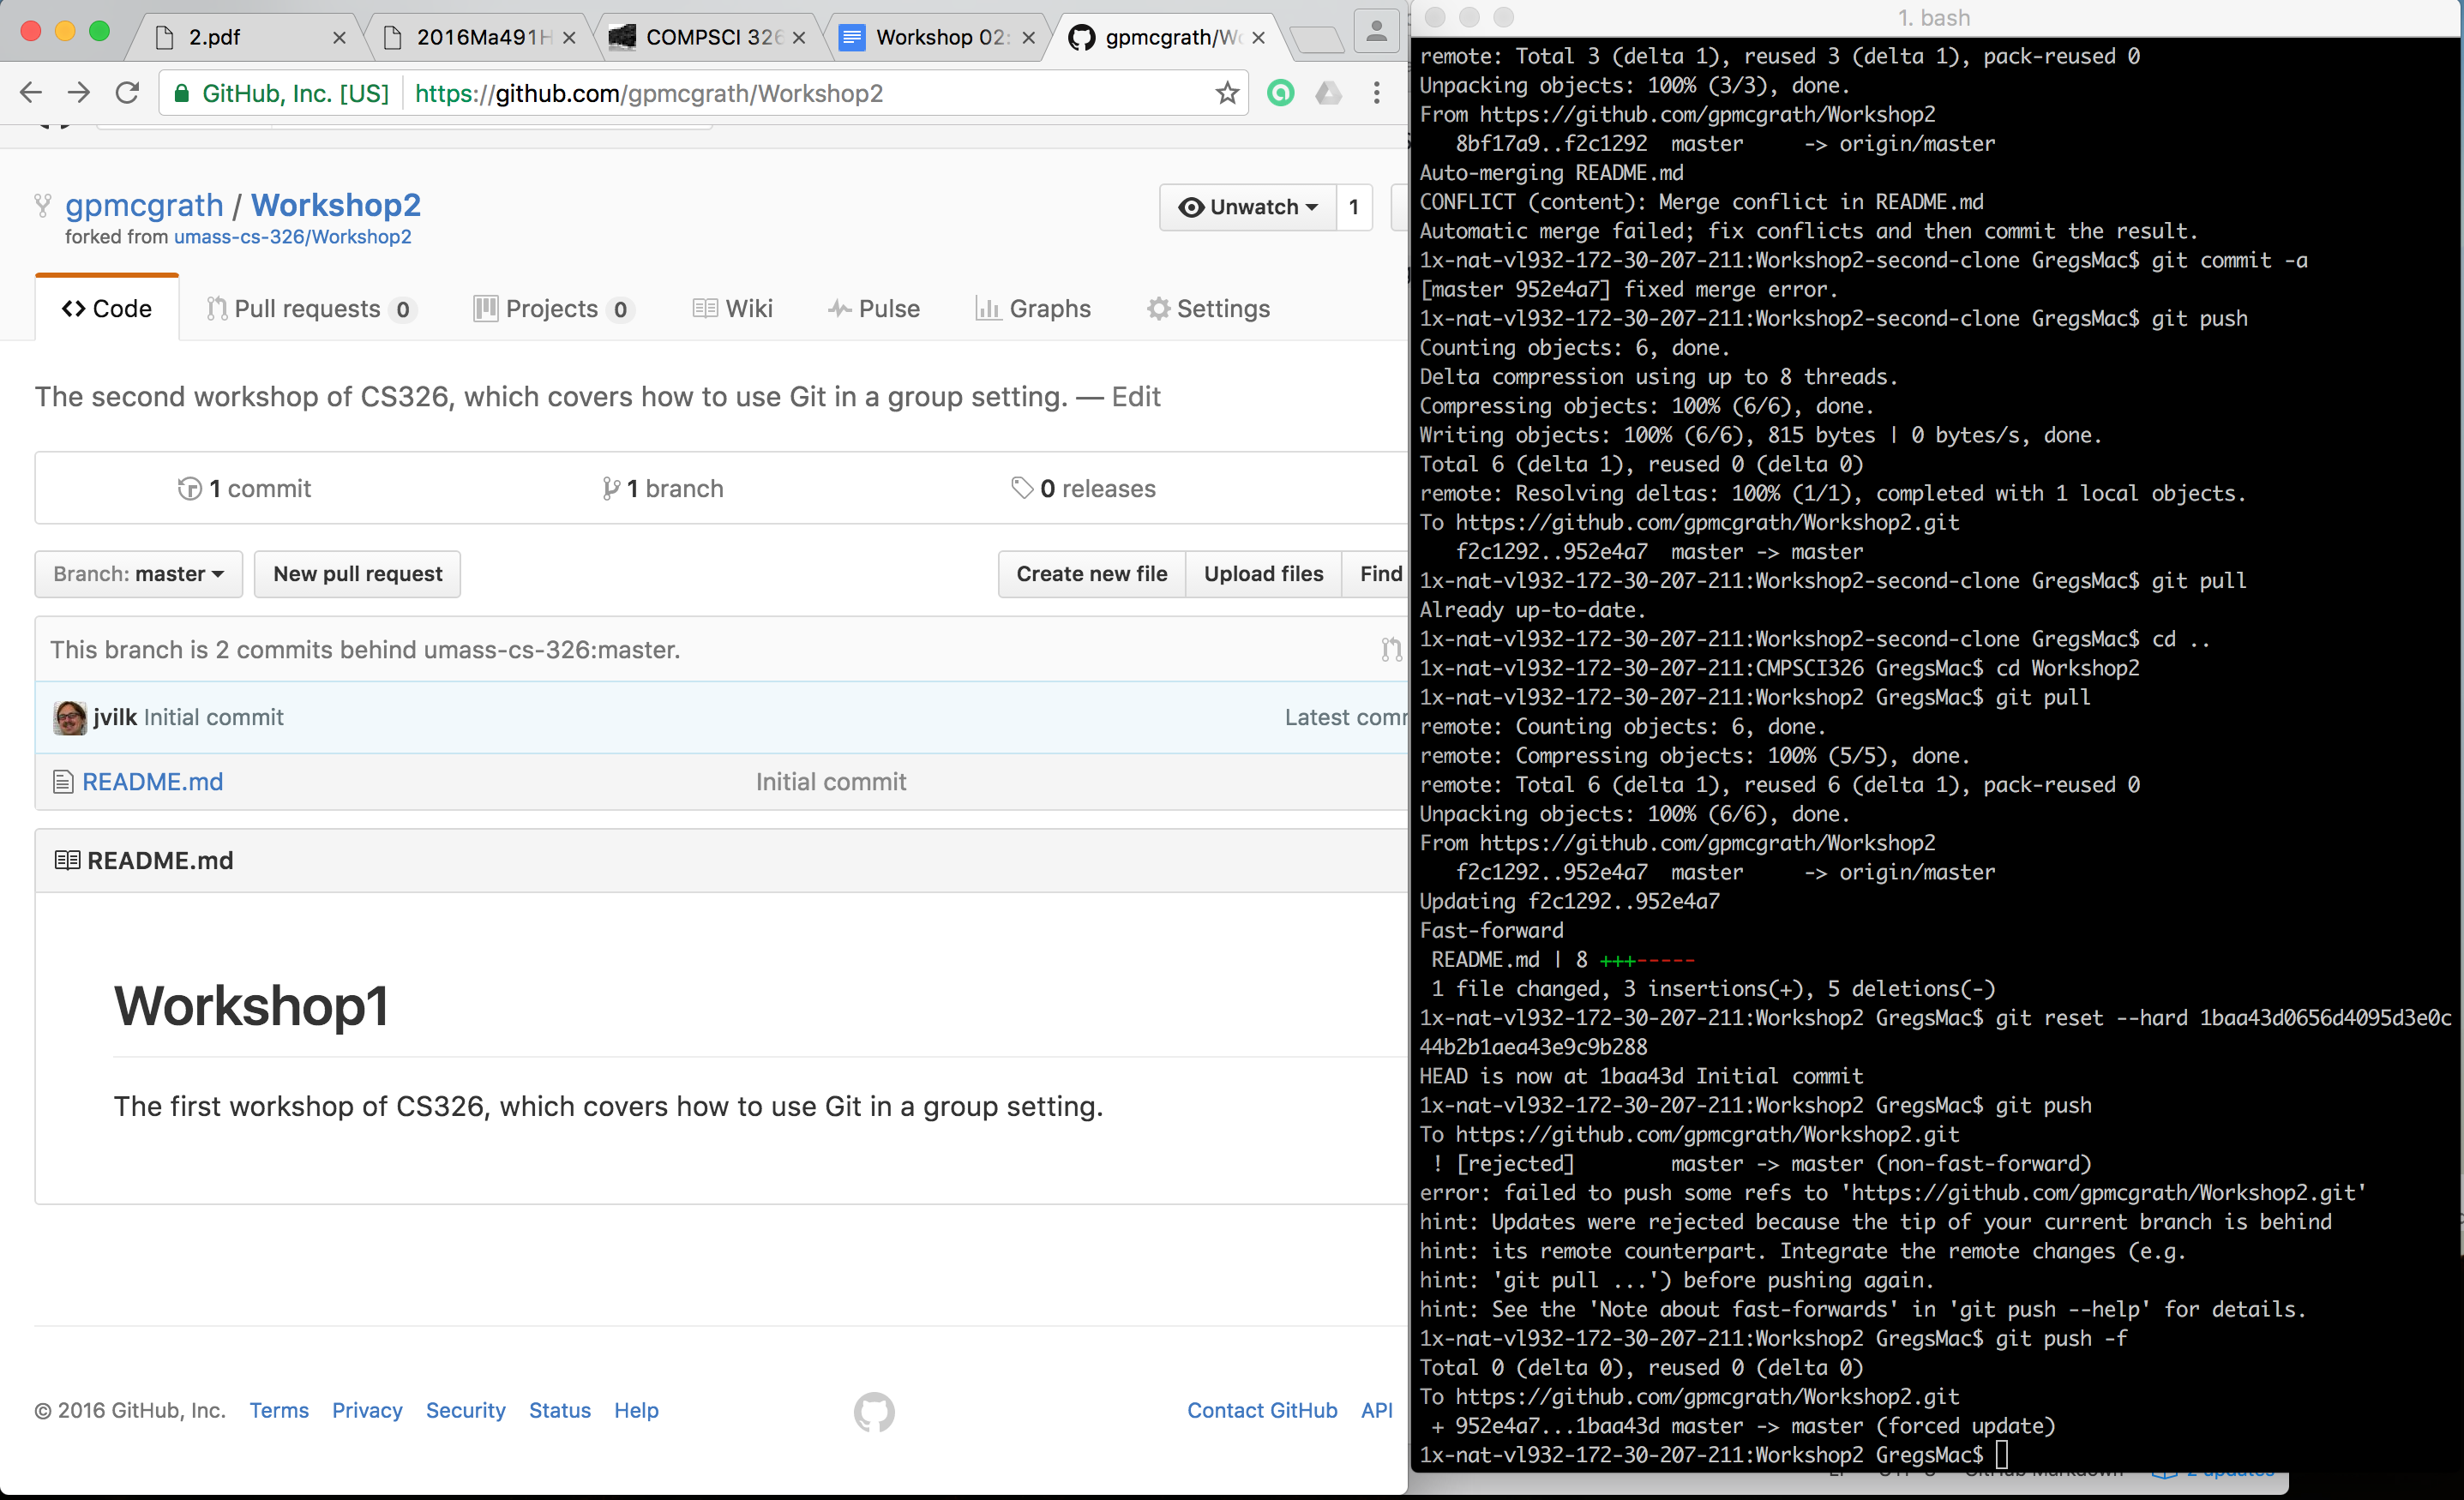 2.pdf
2016Ma491H
COMPSCI 326
Workshop 02:
gpmcgrath/Wo
GitHub, Inc. [US]
https://github.com/gpmcgrath/Workshop2
gpmcgrath / Workshop2
forked from umass-cs-326/Workshop2
Unwatch 1
Code
Pull requests 0
Projects 0
Wiki
Pulse
Graphs
Settings
The second workshop of CS326, which covers how to use Git in a group setting. — Edit
1 commit
1 branch
0 releases
Branch: master
New pull request
Create new file
Upload files
Find
This branch is 2 commits behind umass-cs-326:master.
jvilk Initial commit
Latest comm
README.md
Initial commit
README.md
Workshop1
The first workshop of CS326, which covers how to use Git in a group setting.
© 2016 GitHub, Inc. Terms Privacy Security Status Help
Contact GitHub API
1. bash
remote: Total 3 (delta 1), reused 3 (delta 1), pack-reused 0
Unpacking objects: 100% (3/3), done.
From https://github.com/gpmcgrath/Workshop2
8bf17a9..f2c1292 master -> origin/master
Auto-merging README.md
CONFLICT (content): Merge conflict in README.md
Automatic merge failed; fix conflicts and then commit the result.
1x-nat-vl932-172-30-207-211:Workshop2-second-clone GregsMac$ git commit -a
[master 952e4a7] fixed merge error.
1x-nat-vl932-172-30-207-211:Workshop2-second-clone GregsMac$ git push
Counting objects: 6, done.
Delta compression using up to 8 threads.
Compressing objects: 100% (6/6), done.
Writing objects: 100% (6/6), 815 bytes | 0 bytes/s, done.
Total 6 (delta 1), reused 0 (delta 0)
remote: Resolving deltas: 100% (1/1), completed with 1 local objects.
To https://github.com/gpmcgrath/Workshop2.git
f2c1292..952e4a7 master -> master
1x-nat-vl932-172-30-207-211:Workshop2-second-clone GregsMac$ git pull
Already up-to-date.
1x-nat-vl932-172-30-207-211:Workshop2-second-clone GregsMac$ cd ..
1x-nat-vl932-172-30-207-211:CMPSCI326 GregsMac$ cd Workshop2
1x-nat-vl932-172-30-207-211:Workshop2 GregsMac$ git pull
remote: Counting objects: 6, done.
remote: Compressing objects: 100% (5/5), done.
remote: Total 6 (delta 1), reused 6 (delta 1), pack-reused 0
Unpacking objects: 100% (6/6), done.
From https://github.com/gpmcgrath/Workshop2
f2c1292..952e4a7 master -> origin/master
Updating f2c1292..952e4a7
Fast-forward
README.md | 8 +++-----
1 file changed, 3 insertions(+), 5 deletions(-)
1x-nat-vl932-172-30-207-211:Workshop2 GregsMac$ git reset --hard 1baa43d0656d4095d3e0c
44b2b1aea43e9c9b288
HEAD is now at 1baa43d Initial commit
1x-nat-vl932-172-30-207-211:Workshop2 GregsMac$ git push
To https://github.com/gpmcgrath/Workshop2.git
! [rejected] master -> master (non-fast-forward)
error: failed to push some refs to 'https://github.com/gpmcgrath/Workshop2.git'
hint: Updates were rejected because the tip of your current branch is behind
hint: its remote counterpart. Integrate the remote changes (e.g.
hint: 'git pull ...') before pushing again.
hint: See the 'Note about fast-forwards' in 'git push --help' for details.
1x-nat-vl932-172-30-207-211:Workshop2 GregsMac$ git push -f
Total 0 (delta 0), reused 0 (delta 0)
To https://github.com/gpmcgrath/Workshop2.git
+ 952e4a7...1baa43d master -> master (forced update)
1x-nat-vl932-172-30-207-211:Workshop2 GregsMac$